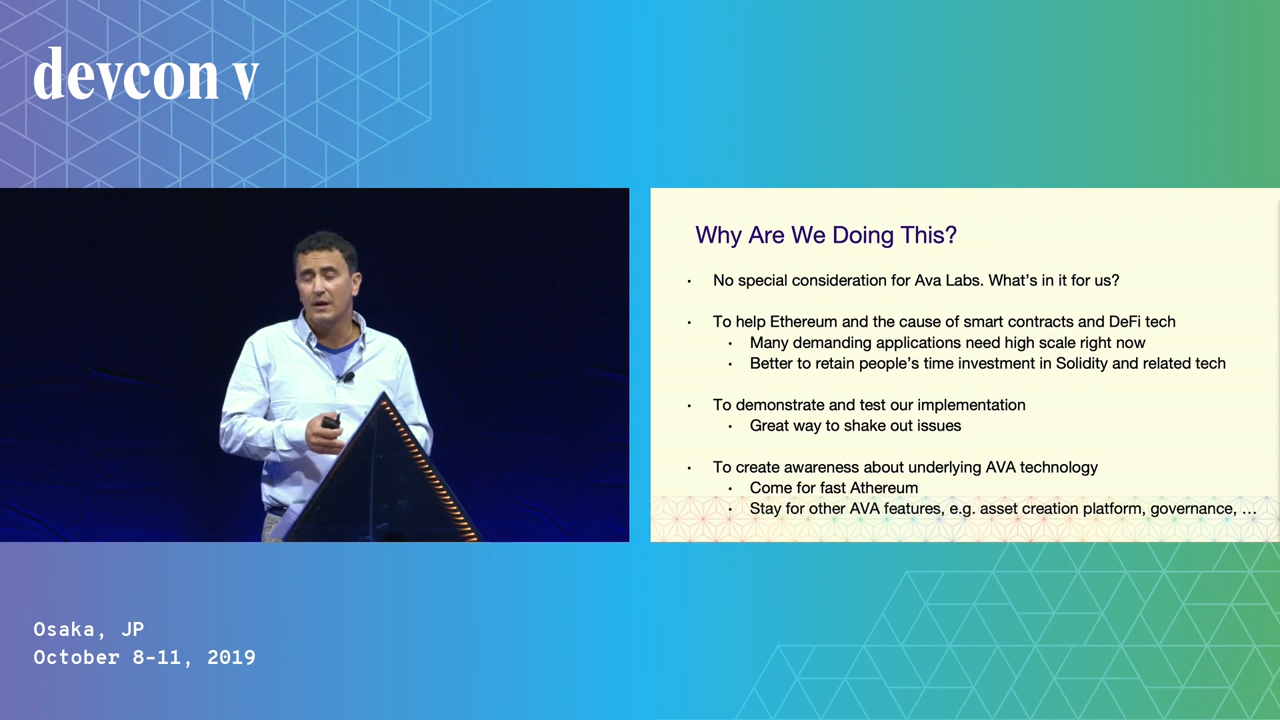 devcon v
Why Are We Doing This?
• No special consideration for Ava Labs. What's in it for us?
• To help Ethereum and the cause of smart contracts and DeFi tech
• Many demanding applications need high scale right now
• Better to retain people's time investment in Solidity and related tech
• To demonstrate and test our implementation
• Great way to shake out issues
• To create awareness about underlying AVA technology
• Come for fast Athereum
• Stay for other AVA features, e.g. asset creation platform, governance, …
Osaka, JP
October 8-11, 2019